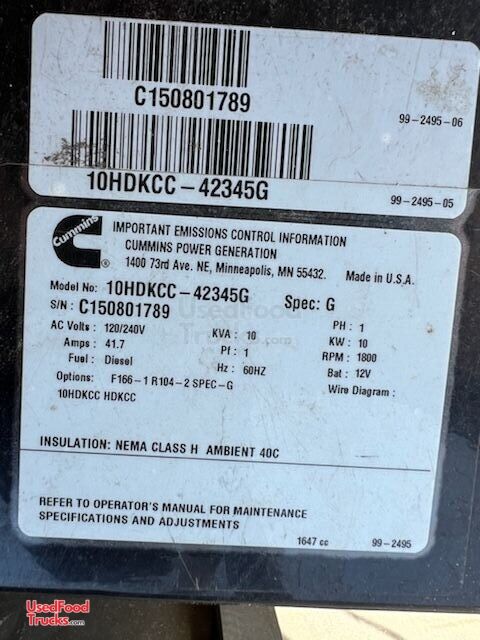 C150801789
99-2495-06
10HDKCC-42345G
99-2495-05
Cummins
®
IMPORTANT EMISSIONS CONTROL INFORMATION
CUMMINS POWER GENERATION
1400 73rd Ave. NE, Minneapolis, MN 55432. Made in U.S.A.
Model No: 10HDKCC-42345G Spec: G
S/N : C150801789
AC Volts : 120/240V KVA : 10 PH : 1
Amps : 41.7 Pf : 1 KW : 10
Fuel : Diesel Hz : 60HZ RPM : 1800
Bat : 12V
Options: F166-1 R104-2 SPEC-G Wire Diagram :
10HDKCC HDKCC
UsedFood
Trucks.com
INSULATION: NEMA CLASS H AMBIENT 40C
REFER TO OPERATOR'S MANUAL FOR MAINTENANCE
SPECIFICATIONS AND ADJUSTMENTS
1647 cc 99-2495
UsedFood
Trucks.com